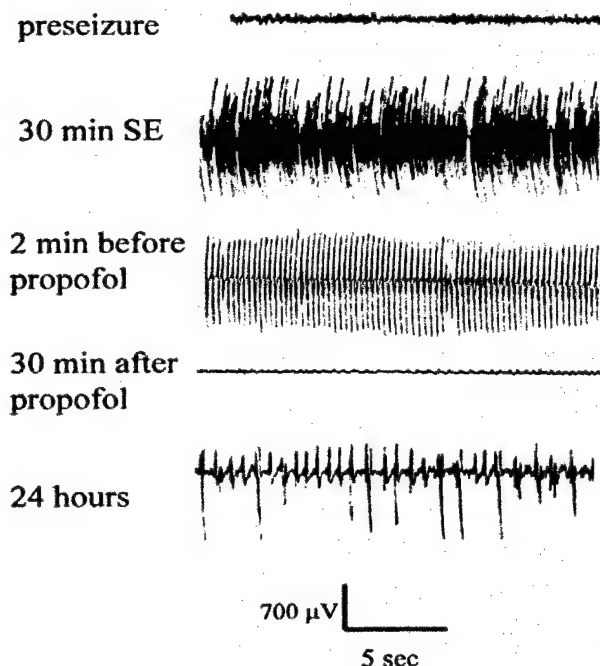 preseizure
30 min SE
2 min before
propofol
30 min after
propofol
24 hours
700 µV
5 sec